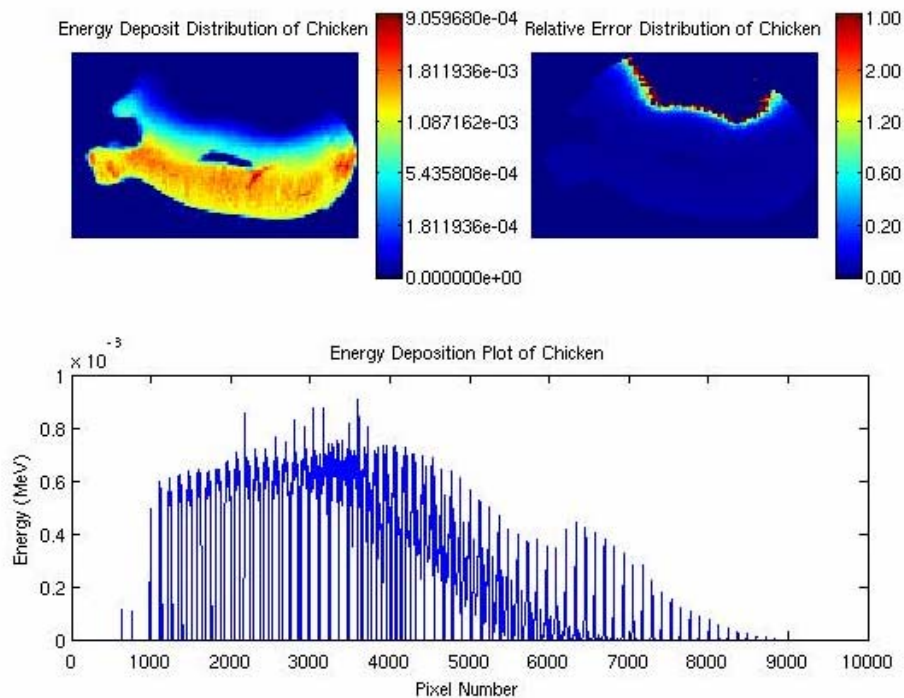 Energy Deposit Distribution of Chicken
9.059680e-04
1.811936e-03
1.087162e-03
5.435808e-04
1.811936e-04
0.000000e+00
Relative Error Distribution of Chicken
1.00
2.00
1.20
0.60
0.20
0.00
Energy Deposition Plot of Chicken
× 10⁻³
Energy (MeV)
1
0.8
0.6
0.4
0.2
0
0 1000 2000 3000 4000 5000 6000 7000 8000 9000 10000
Pixel Number